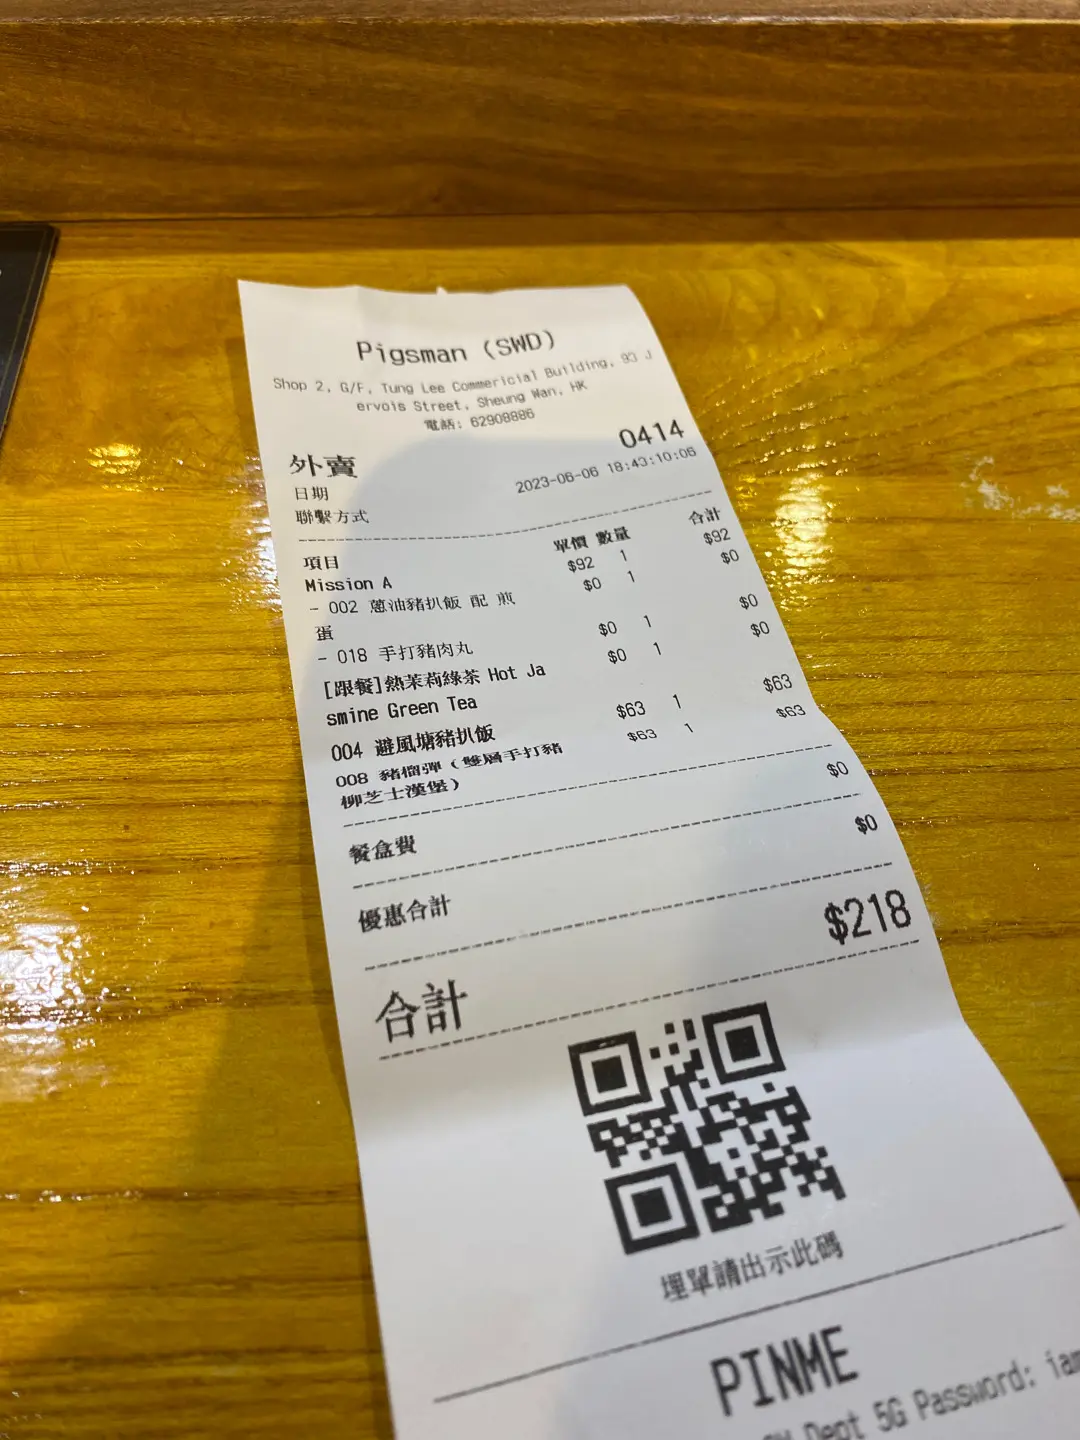 Pigsman (SWD)
Shop 2, G/F, Tung Lee Commericial Building, 93 J
ervois Street, Sheung Wan, HK
電話: 62908886
外賣 0414
日期 2023-06-06 18:43:10:06
聯繫方式
項目 單價 數量 合計
Mission A $92 1 $92
- 002 蔥油豬扒飯 配 煎 $0 1 $0
蛋
- 018 手打豬肉丸 $0 1 $0
[跟餐]熱茉莉綠茶 Hot Ja $0 1 $0
smine Green Tea
004 避風塘豬扒飯 $63 1 $63
008 豬榴彈（雙層手打豬 $63 1 $63
柳芝士漢堡）
餐盒費 $0
優惠合計 $0
合計 $218
埋單請出示此碼
PINME
Dept 5G Password: iam